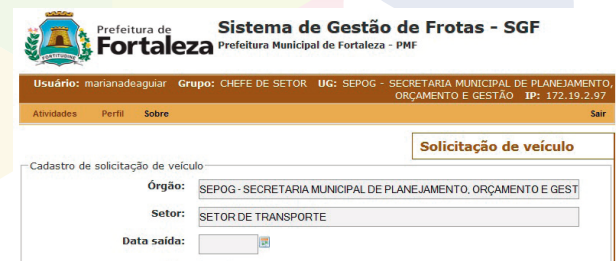 Prefeitura de
Fortaleza
FORTITUDINE
Sistema de Gestão de Frotas - SGF
Prefeitura Municipal de Fortaleza - PMF
Usuário: marianadeaguiar Grupo: CHEFE DE SETOR UG: SEPOG - SECRETARIA MUNICIPAL DE PLANEJAMENTO,
ORÇAMENTO E GESTÃO IP: 172.19.2.97
Atividades Perfil Sobre Sair
Solicitação de veículo
Cadastro de solicitação de veículo
Órgão: SEPOG - SECRETARIA MUNICIPAL DE PLANEJAMENTO, ORÇAMENTO E GEST
Setor: SETOR DE TRANSPORTE
Data saída: